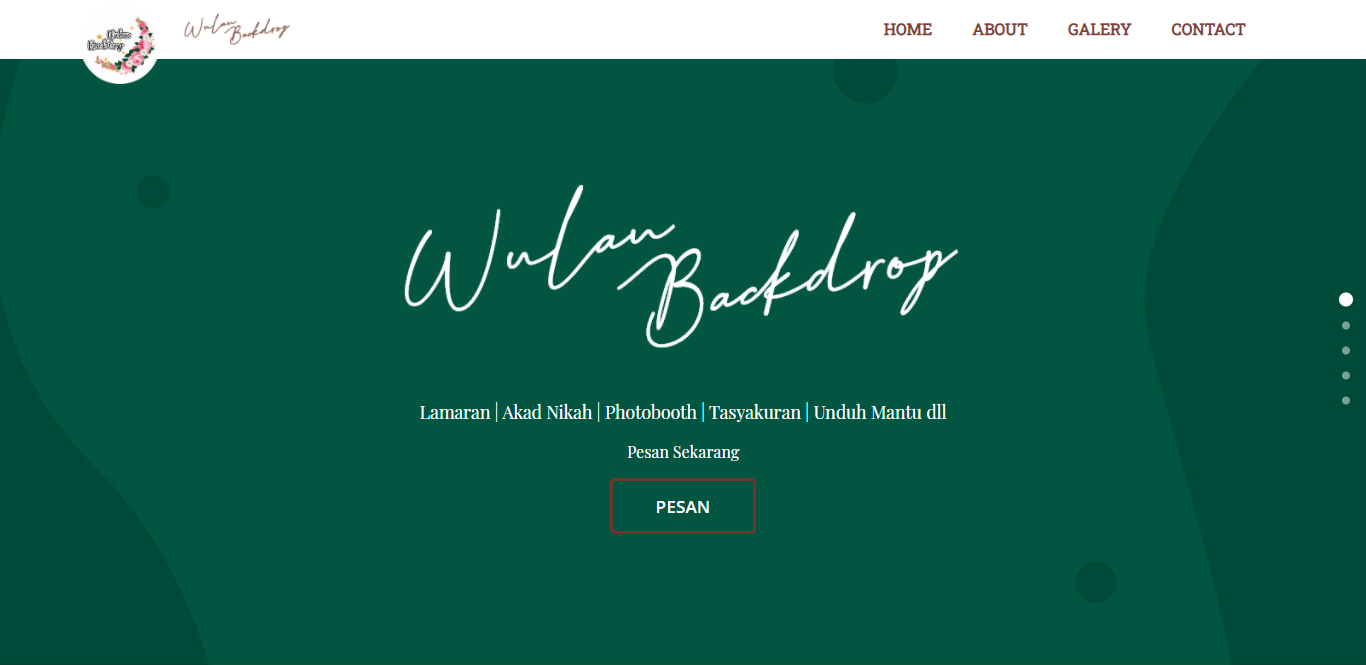 Wulan Backdrop
Wulan Backdrop
HOME ABOUT GALERY CONTACT
Wulan Backdrop
Lamaran | Akad Nikah | Photobooth | Tasyakuran | Unduh Mantu dll
Pesan Sekarang
PESAN